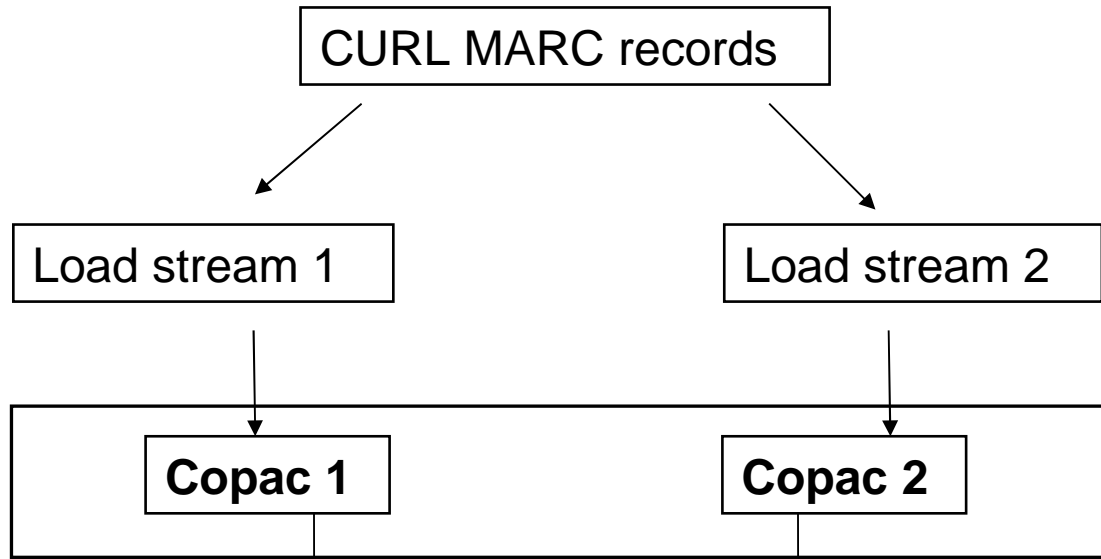 CURL MARC records
Load stream 1
Load stream 2
Copac 1
Copac 2